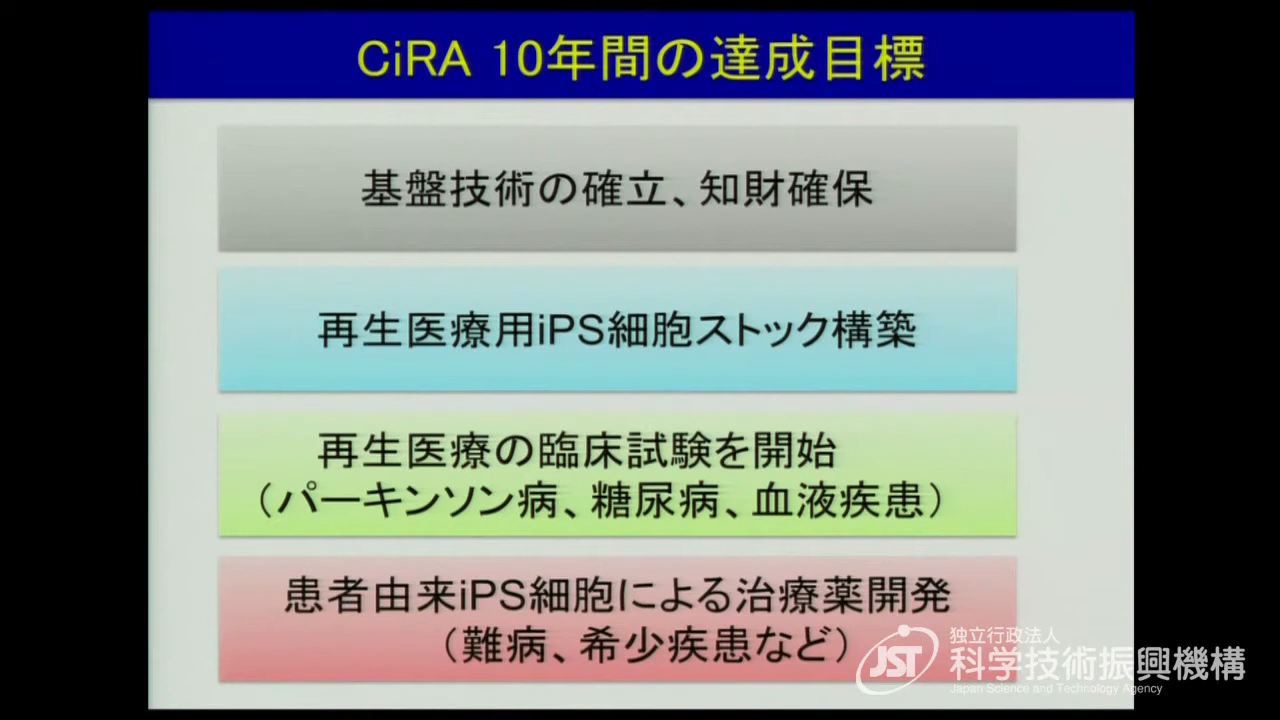 CiRA 10年間の達成目標
基盤技術の確立、知財確保
再生医療用iPS細胞ストック構築
再生医療の臨床試験を開始
（パーキンソン病、糖尿病、血液疾患）
患者由来iPS細胞による治療薬開発
（難病、希少疾患など）
JST
独立行政法人
科学技術振興機構
Japan Science and Technology Agency